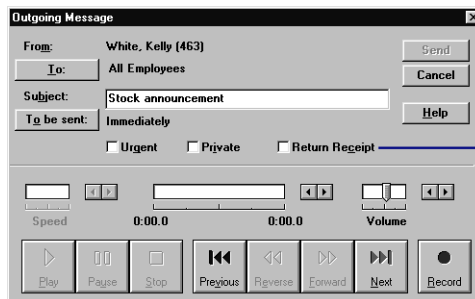 Outgoing Message
From: White, Kelly (463)
To: All Employees
Send
Cancel
Subject: Stock announcement
To be sent: Immediately
Help
Urgent Private Return Receipt
Speed 0:00.0 0:00.0 Volume
Play Pause Stop Previous Reverse Forward Next Record